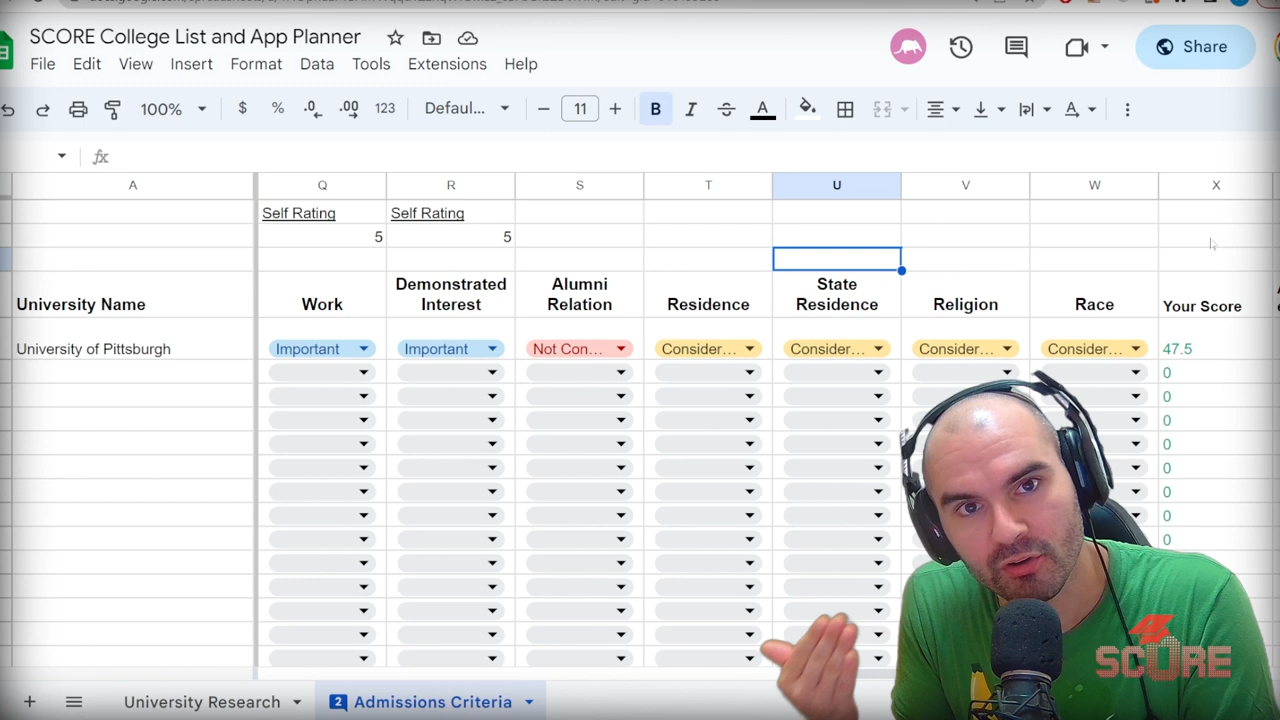 SCORE College List and App Planner
Share
File Edit View Insert Format Data Tools Extensions Help
100% $ % .0 .00 123 Defaul... 11 B I A
fx
A Q R S T U V W X
Self Rating Self Rating
5 5
Demonstrated Alumni State
University Name Work Interest Relation Residence Residence Religion Race Your Score
University of Pittsburgh Important Important Not Con... Consider... Consider... Consider... Consider... 47.5
0
0
0
0
0
0
0
0
SCORE
University Research 2 Admissions Criteria